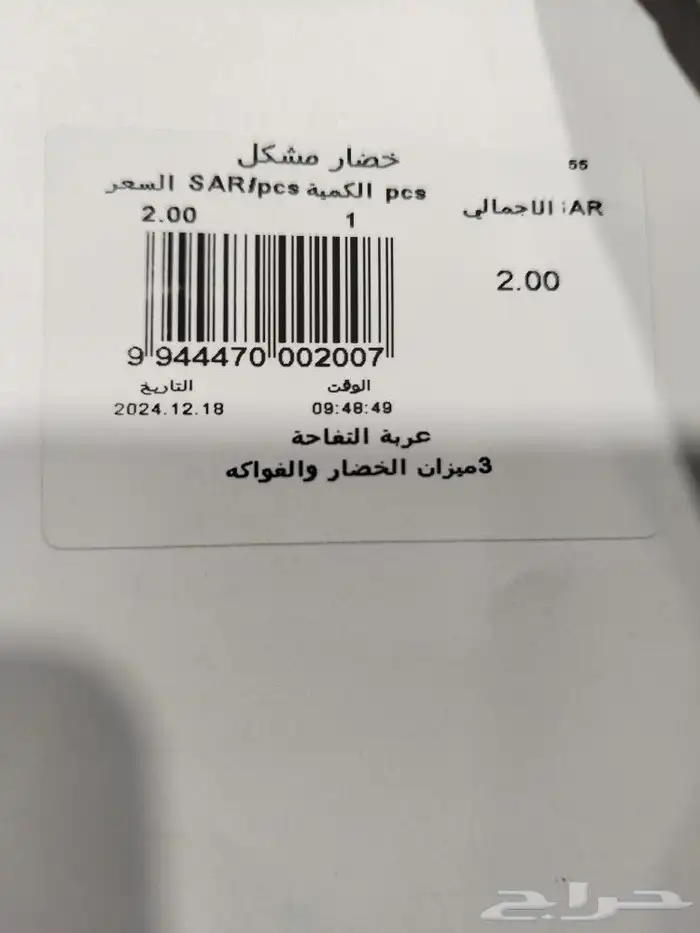 خضار مشكل
55
السعر SAR/pcs الكمية pcs
الاجمالي :AR
2.00
1
2.00
9 944470 002007
التاريخ
الوقت
2024.12.18
09:48:49
عربة التفاحة
3ميزان الخضار والفواكه
حراج